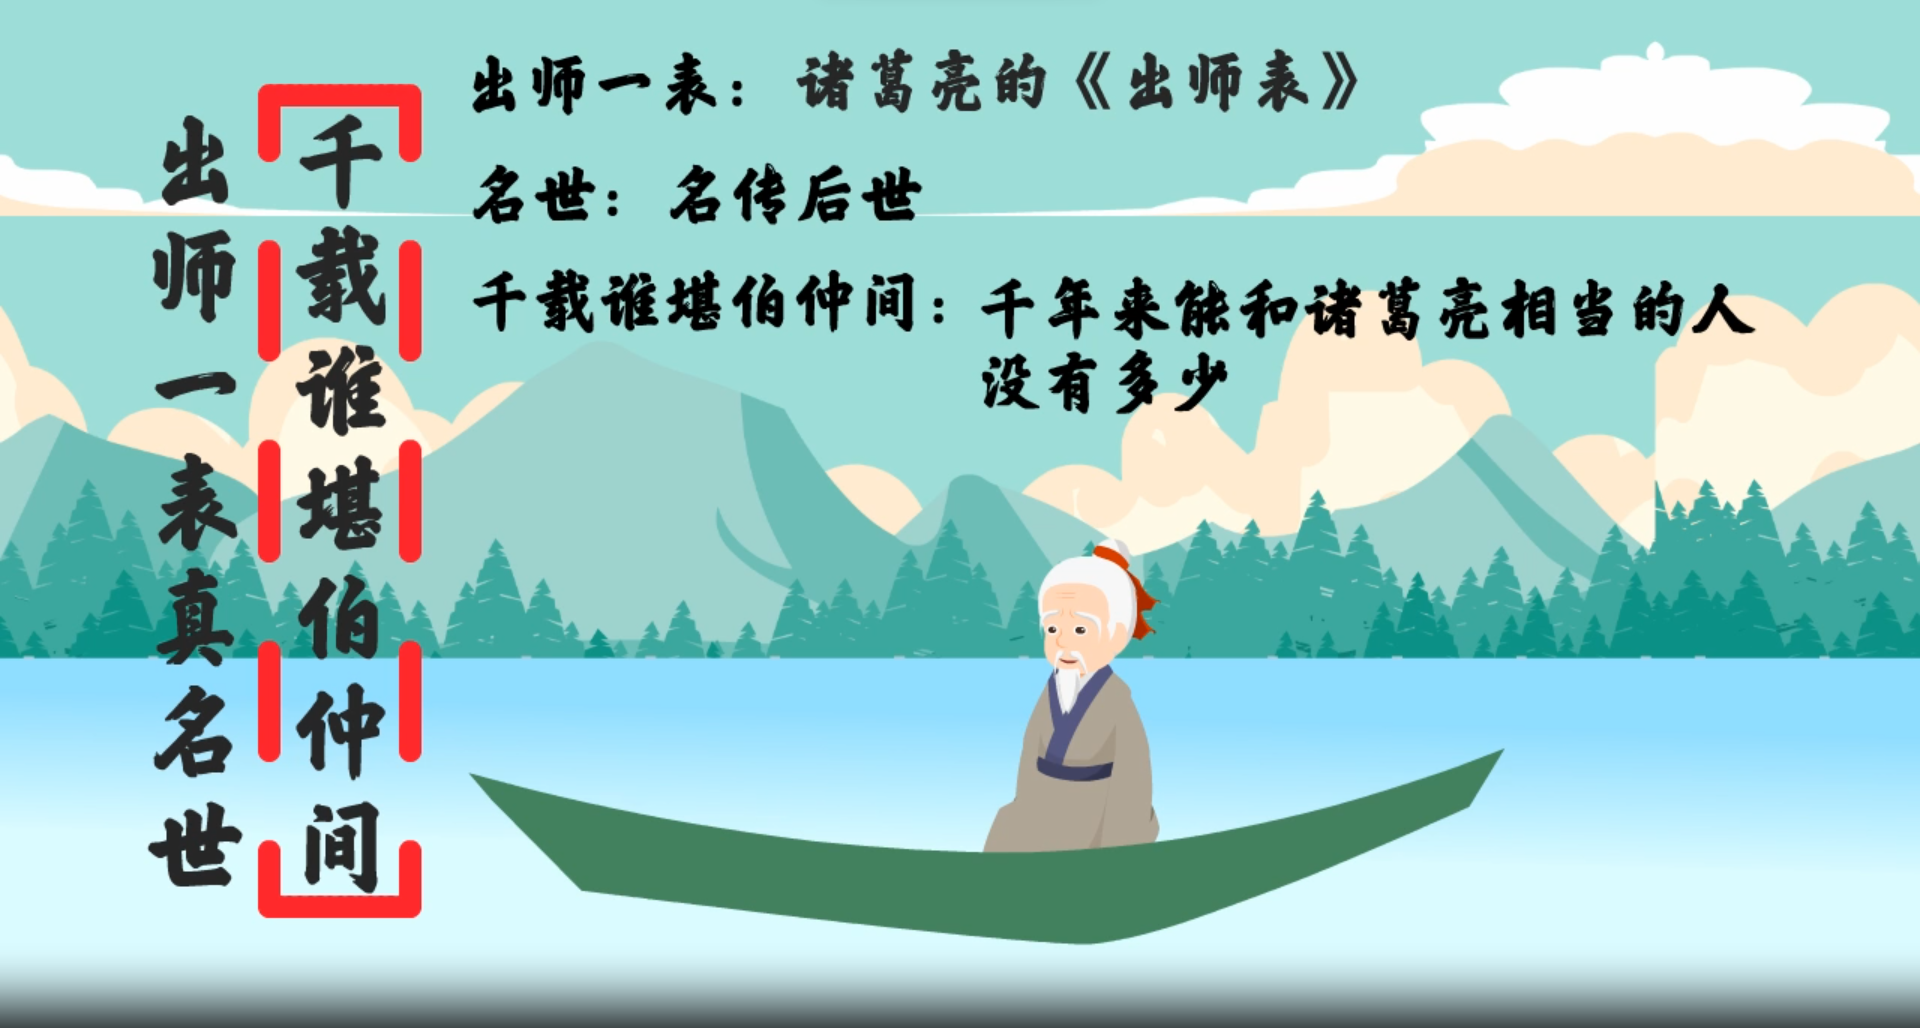 出师一表真名世
千载谁堪伯仲间
出师一表：诸葛亮的《出师表》
名世：名传后世
千载谁堪伯仲间：千年来能和诸葛亮相当的人
没有多少